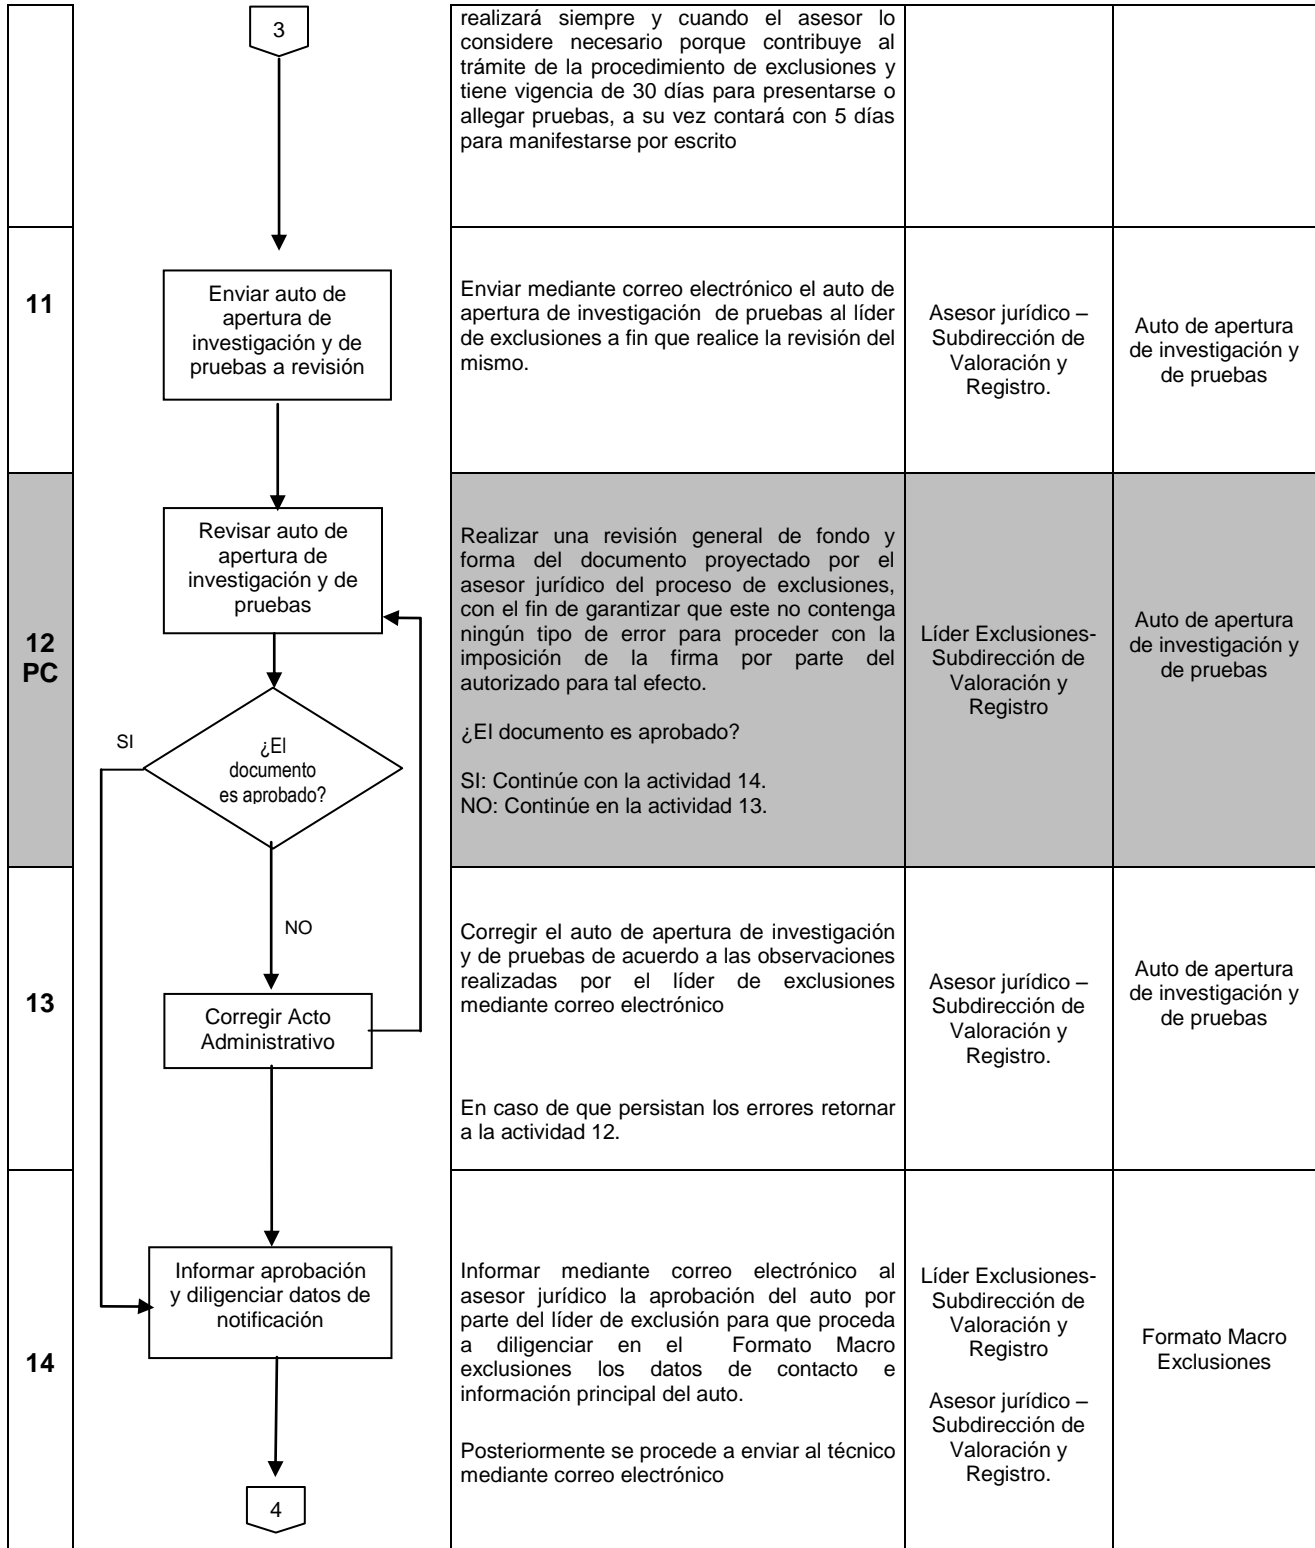 3
realizará siempre y cuando el asesor lo
considere necesario porque contribuye al
trámite de la procedimiento de exclusiones y
tiene vigencia de 30 días para presentarse o
allegar pruebas, a su vez contará con 5 días
para manifestarse por escrito
11
Enviar auto de
apertura de
investigación y de
pruebas a revisión
Enviar mediante correo electrónico el auto de
apertura de investigación de pruebas al líder
de exclusiones a fin que realice la revisión del
mismo.
Asesor jurídico –
Subdirección de
Valoración y
Registro.
Auto de apertura
de investigación y
de pruebas
12
PC
Revisar auto de
apertura de
investigación y de
pruebas
SI
¿El
documento
es aprobado?
NO
Realizar una revisión general de fondo y
forma del documento proyectado por el
asesor jurídico del proceso de exclusiones,
con el fin de garantizar que este no contenga
ningún tipo de error para proceder con la
imposición de la firma por parte del
autorizado para tal efecto.
¿El documento es aprobado?
SI: Continúe con la actividad 14.
NO: Continúe en la actividad 13.
Líder Exclusiones-
Subdirección de
Valoración y
Registro
Auto de apertura
de investigación y
de pruebas
13
Corregir Acto
Administrativo
Corregir el auto de apertura de investigación
y de pruebas de acuerdo a las observaciones
realizadas por el líder de exclusiones
mediante correo electrónico
En caso de que persistan los errores retornar
a la actividad 12.
Asesor jurídico –
Subdirección de
Valoración y
Registro.
Auto de apertura
de investigación y
de pruebas
14
Informar aprobación
y diligenciar datos de
notificación
4
Informar mediante correo electrónico al
asesor jurídico la aprobación del auto por
parte del líder de exclusión para que proceda
a diligenciar en el Formato Macro
exclusiones los datos de contacto e
información principal del auto.
Posteriormente se procede a enviar al técnico
mediante correo electrónico
Líder Exclusiones-
Subdirección de
Valoración y
Registro
Asesor jurídico –
Subdirección de
Valoración y
Registro.
Formato Macro
Exclusiones